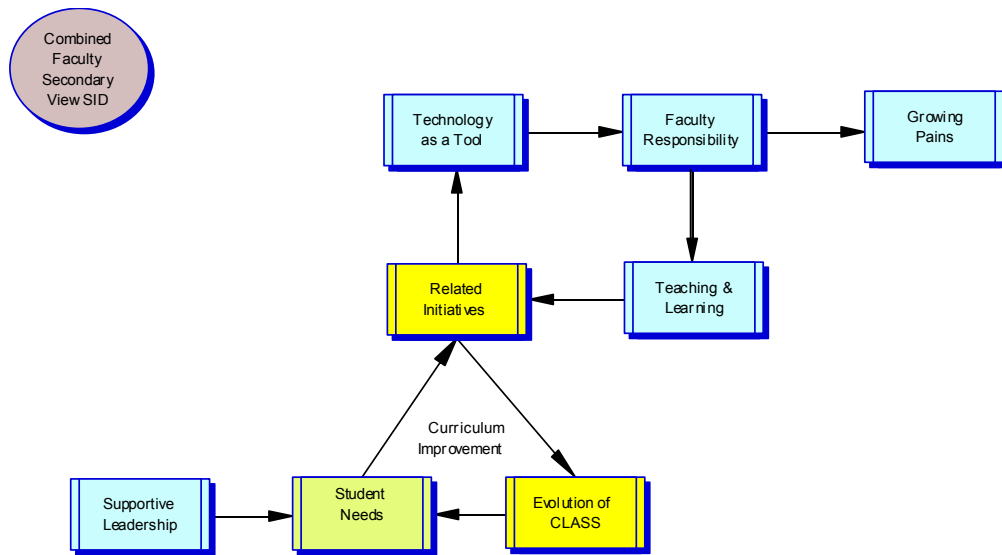 Combined
Faculty
Secondary
View SID
Technology
as a Tool
Faculty
Responsibility
Growing
Pains
Related
Initiatives
Teaching &
Learning
Curriculum
Improvement
Supportive
Leadership
Student
Needs
Evolution of
CLASS